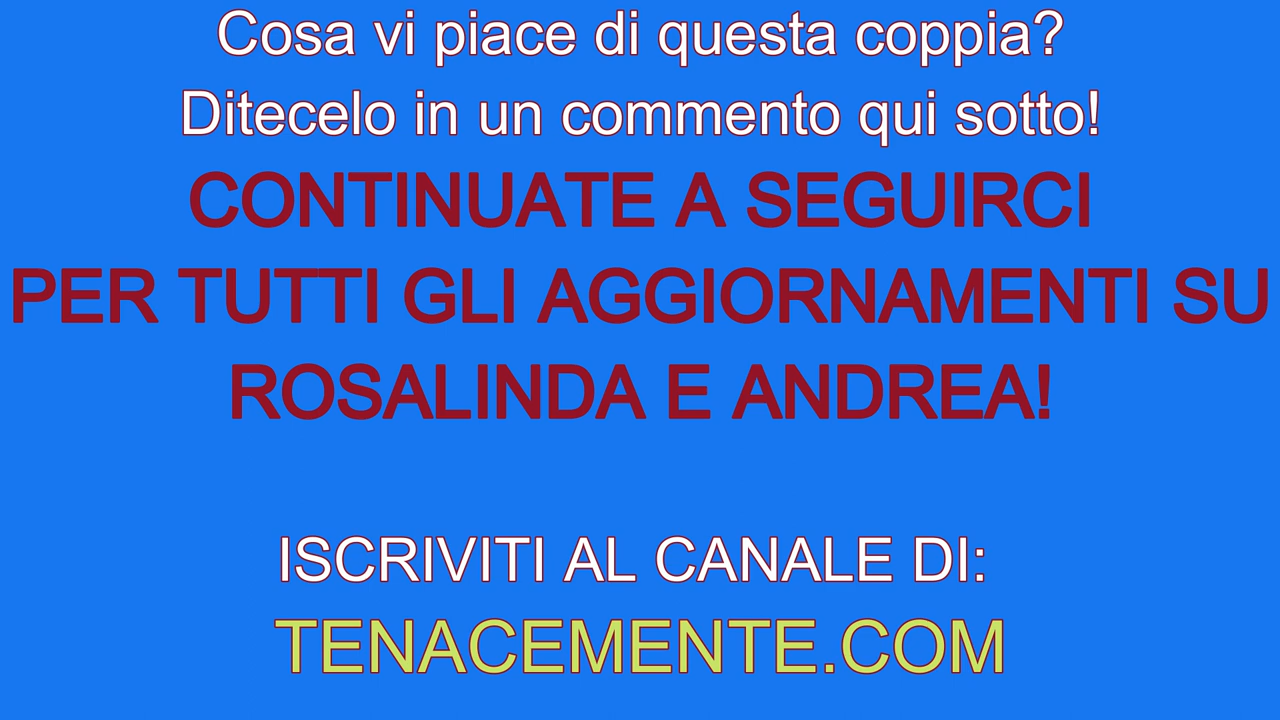 Cosa vi piace di questa coppia?
Ditecelo in un commento qui sotto!
CONTINUATE A SEGUIRCI
PER TUTTI GLI AGGIORNAMENTI SU
ROSALINDA E ANDREA!
ISCRIVITI AL CANALE DI:
TENACEMENTE.COM